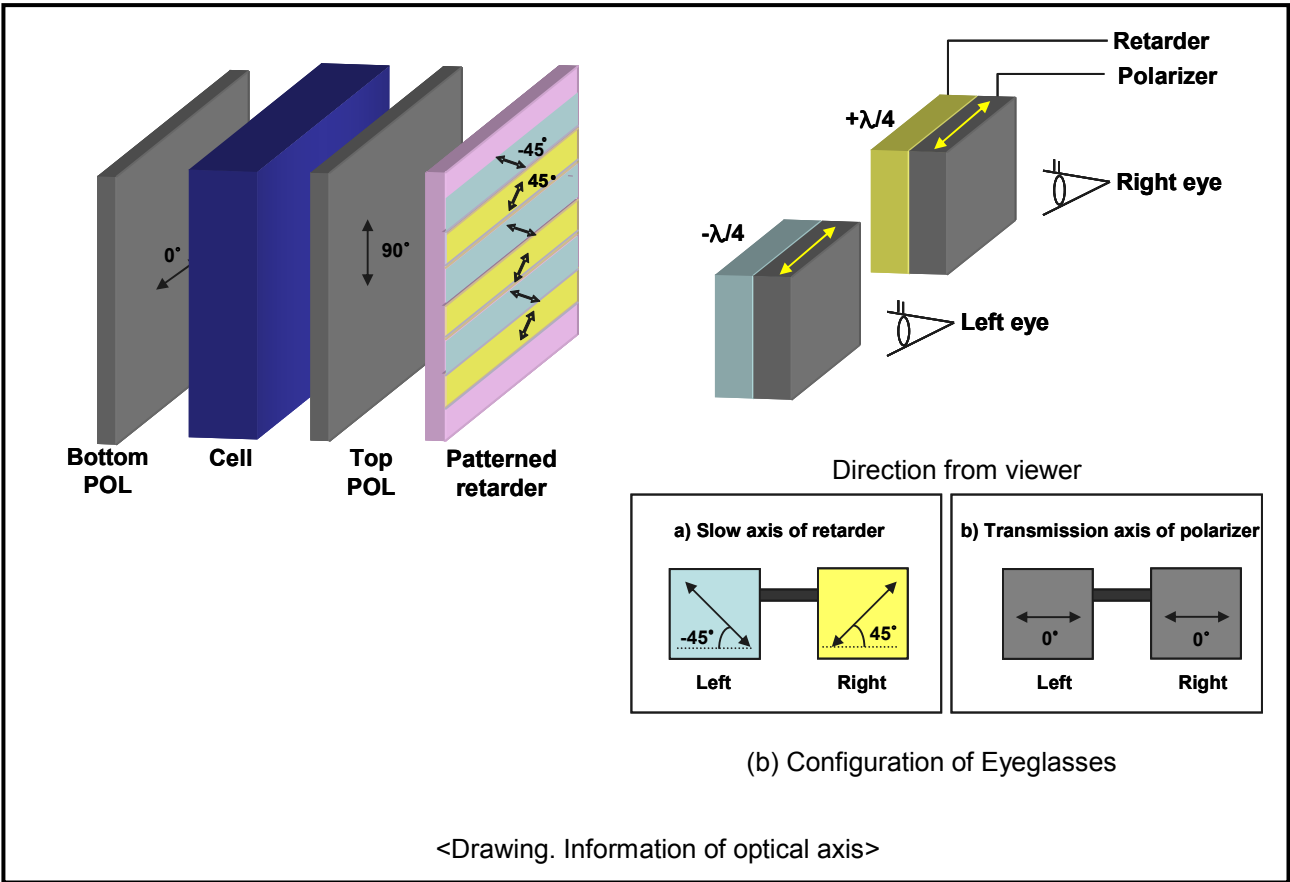 Retarder
Polarizer
+λ/4
-45°
45°
Right eye
0°
90°
-λ/4
Left eye
Bottom
POL
Cell
Top
POL
Patterned
retarder
Direction from viewer
a) Slow axis of retarder
b) Transmission axis of polarizer
-45°
45°
0°
0°
Left
Right
Left
Right
(b) Configuration of Eyeglasses
<Drawing. Information of optical axis>